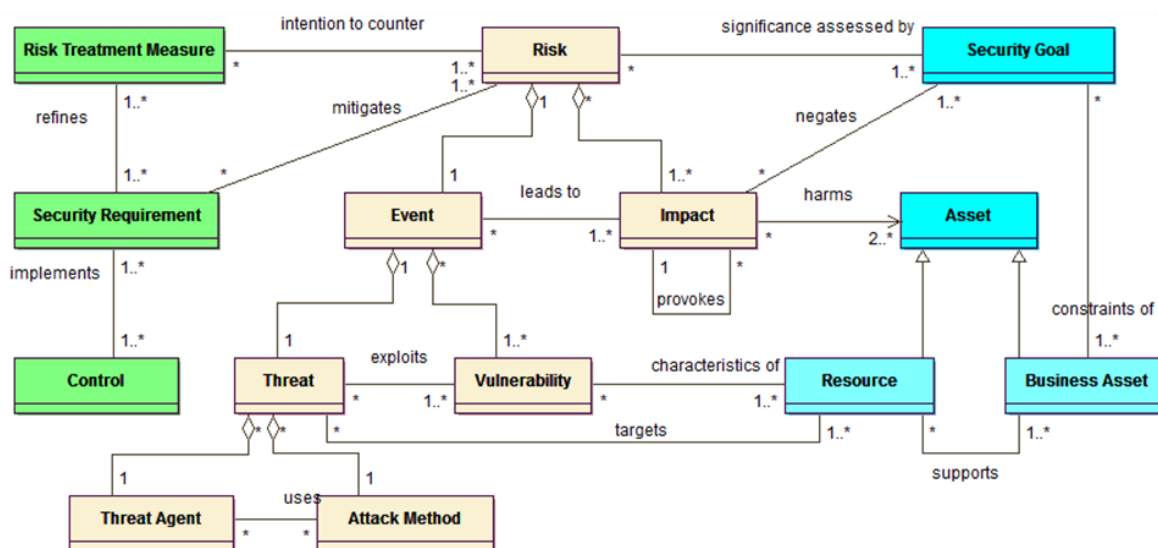 intention to counter
significance assessed by
Risk Treatment Measure
Risk
Security Goal
*
1..*
*
1..*
1..*
1..*
1
*
1..*
*
refines
mitigates
negates
1..*
*
1
leads to
1..*
*
harms
Security Requirement
Event
Impact
Asset
*
1..*
*
2..*
implements
1..*
1
*
1
*
provokes
constraints of
1..*
1
exploits
1..*
characteristics of
1..*
Control
Threat
Vulnerability
Resource
Business Asset
*
1..*
*
1..*
*
*
*
targets
1..*
*
1..*
supports
1
1
uses
Threat Agent
Attack Method
*
*